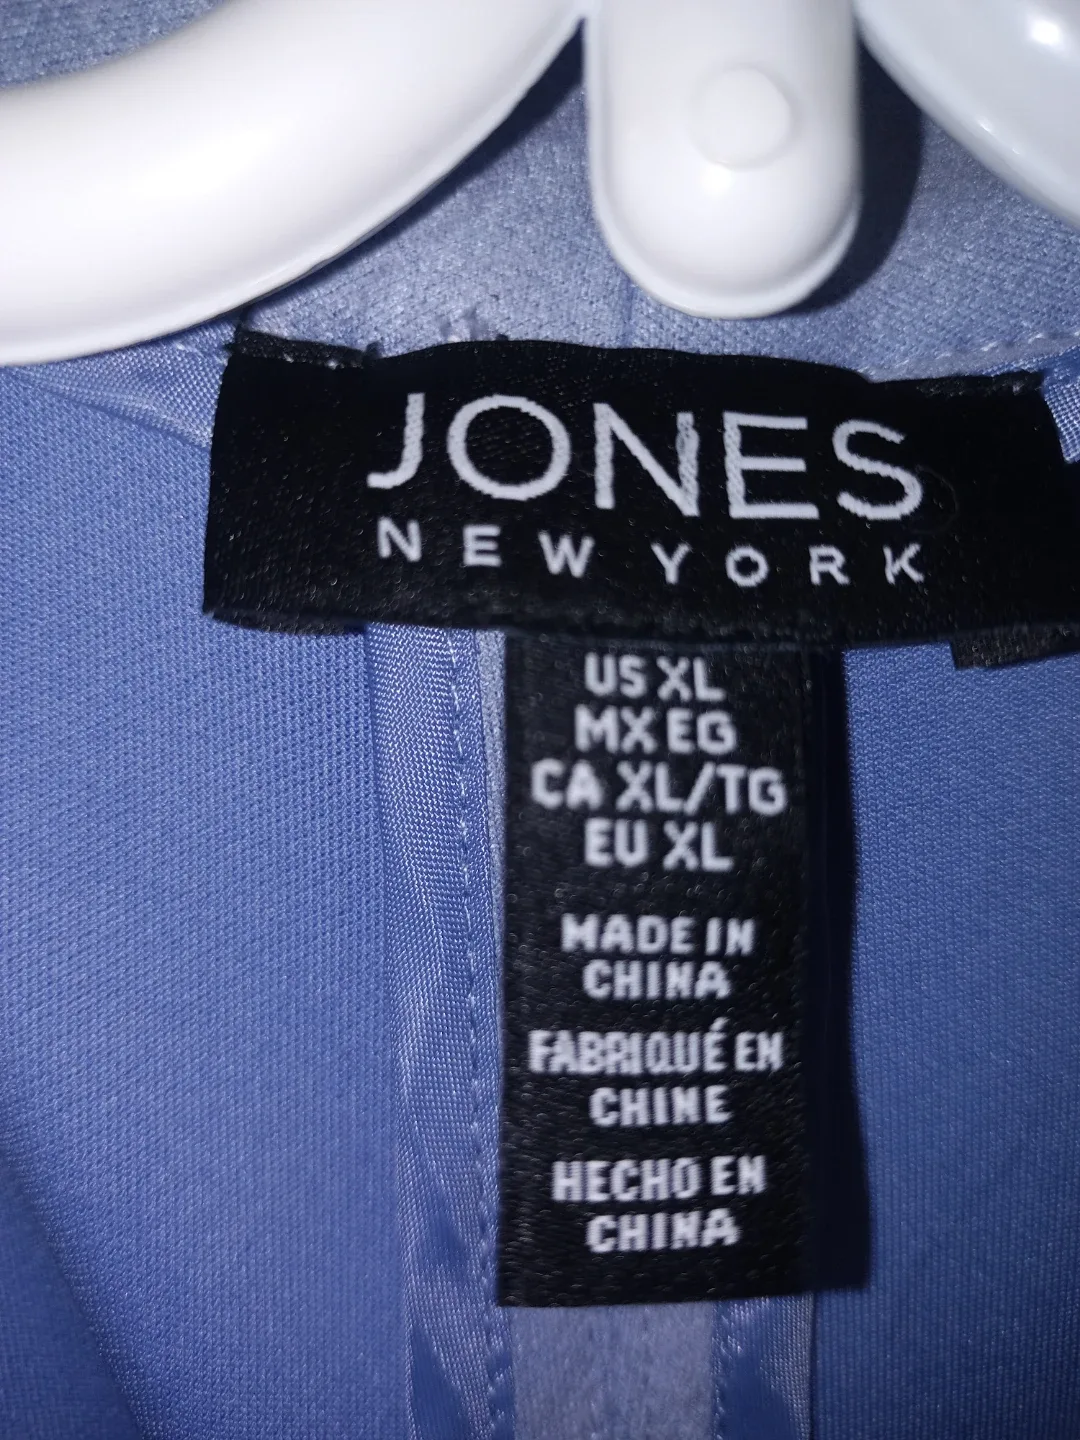 JONES
NEW YORK
US XL
MX EG
CA XL/TG
EU XL
MADE IN
CHINA
FABRIQUÉ EN
CHINE
HECHO EN
CHINA